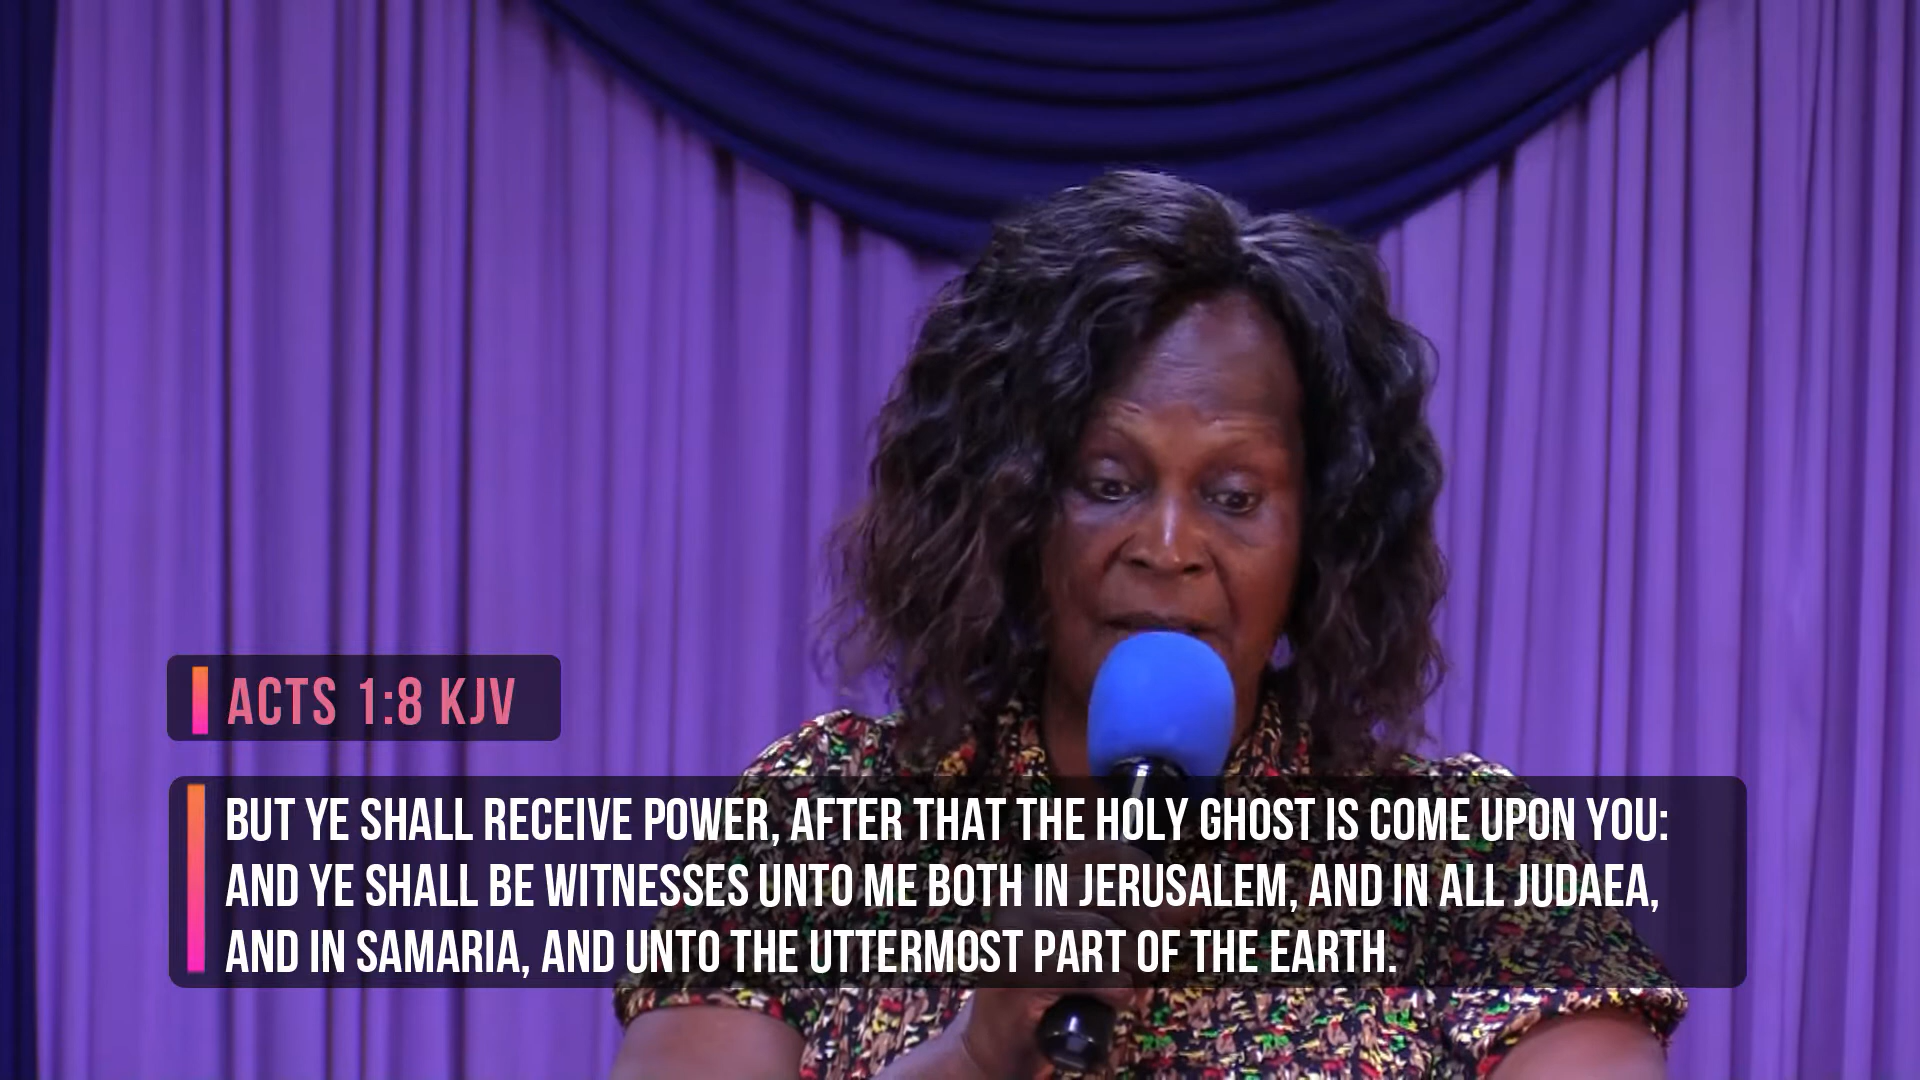 ACTS 1:8 KJV
BUT YE SHALL RECEIVE POWER, AFTER THAT THE HOLY GHOST IS COME UPON YOU:
AND YE SHALL BE WITNESSES UNTO ME BOTH IN JERUSALEM, AND IN ALL JUDAEA,
AND IN SAMARIA, AND UNTO THE UTTERMOST PART OF THE EARTH.